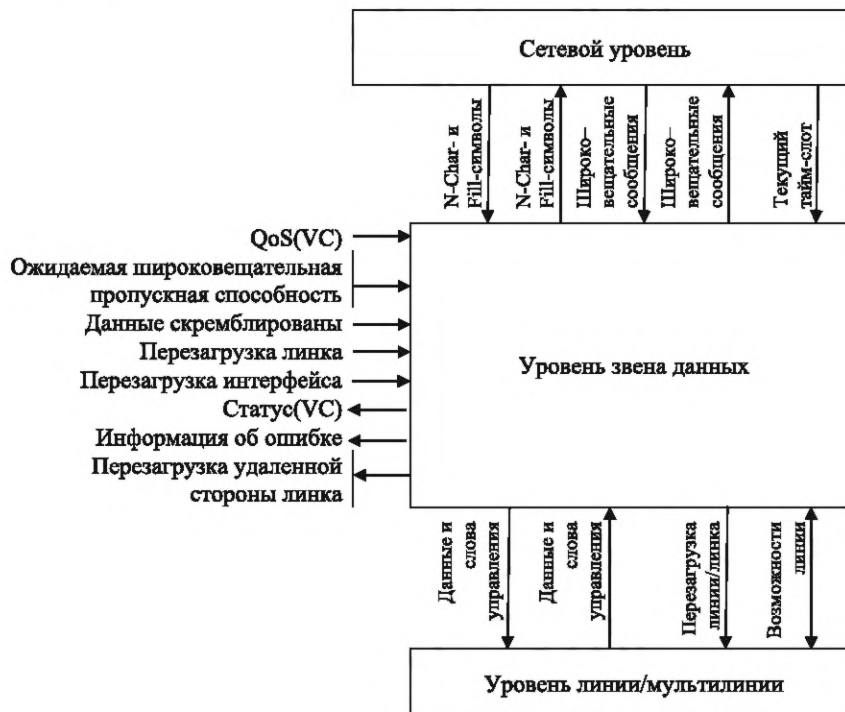 Сетевой уровень
N-Char- и
Fill-символы
N-Char- и
Fill-символы
Широко–
вещательные
сообщения
Широко–
вещательные
сообщения
Текущий
тайм-слот
QoS(VC)
Ожидаемая широковещательная
пропускная способность
Данные скремблированы
Перезагрузка линка
Перезагрузка интерфейса
Статус(VC)
Информация об ошибке
Перезагрузка удаленной
стороны линка
Уровень звена данных
Данные и
слова
управления
Данные и
слова
управления
Перезагрузка
линии/линка
Возможности
линии
Уровень линии/мультилинии